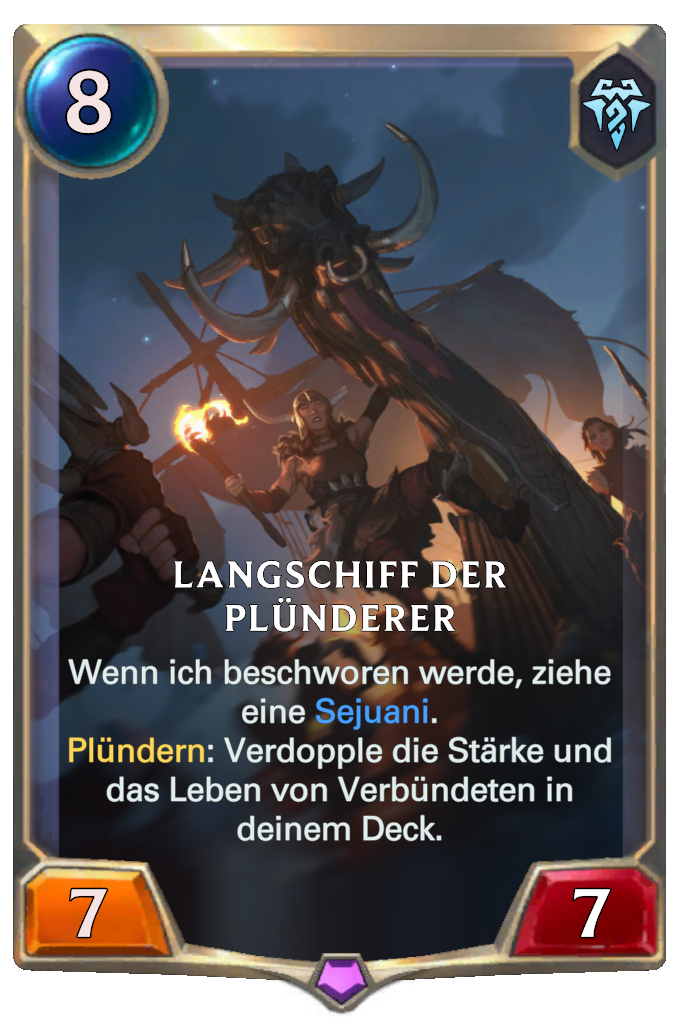 8
LANGSCHIFF DER
PLÜNDERER
Wenn ich beschworen werde, ziehe
eine Sejuani.
Plündern: Verdopple die Stärke und
das Leben von Verbündeten in
deinem Deck.
7
7